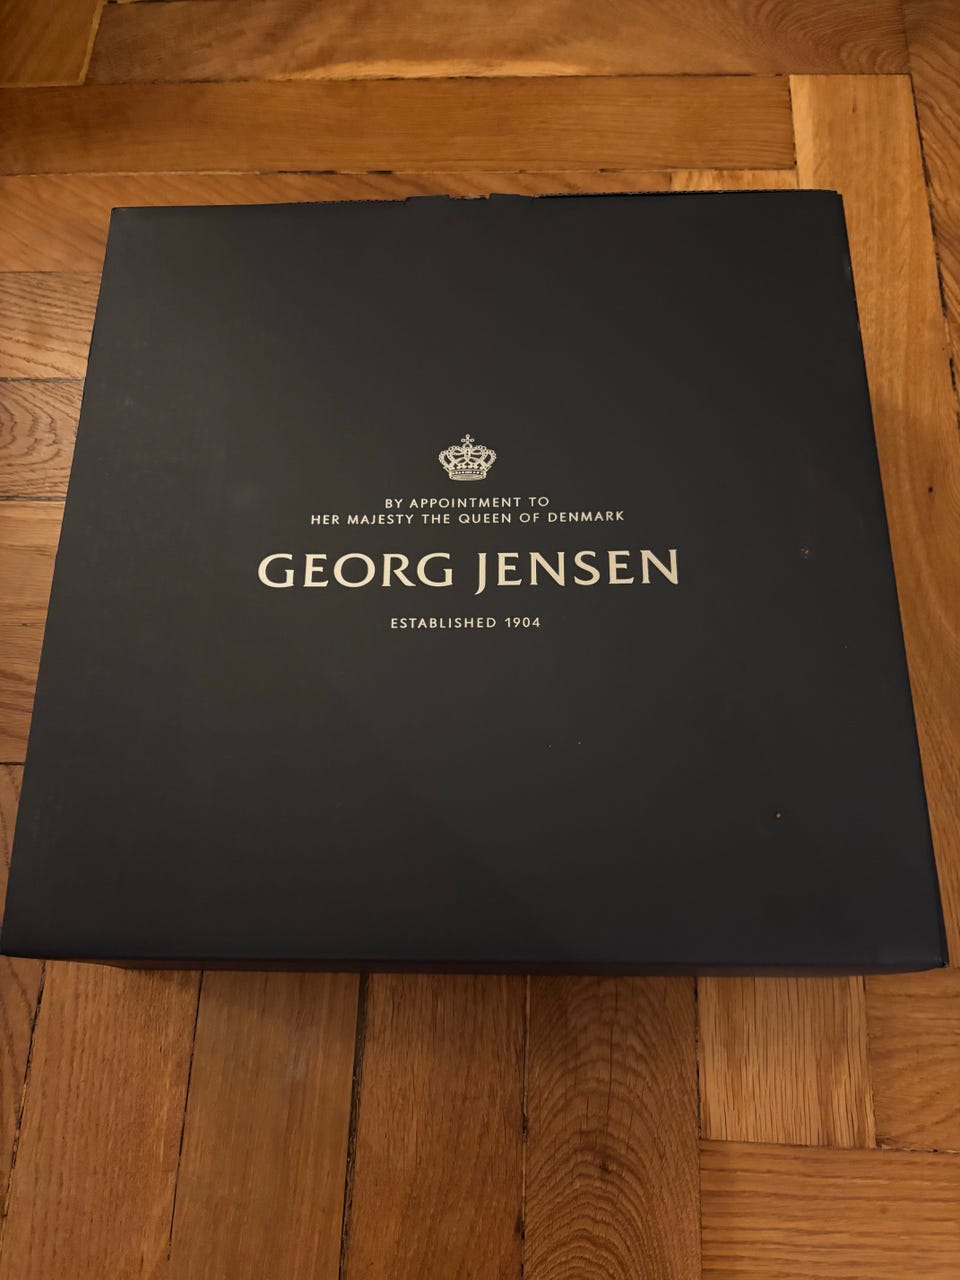 BY APPOINTMENT TO
HER MAJESTY THE QUEEN OF DENMARK
GEORG JENSEN
ESTABLISHED 1904